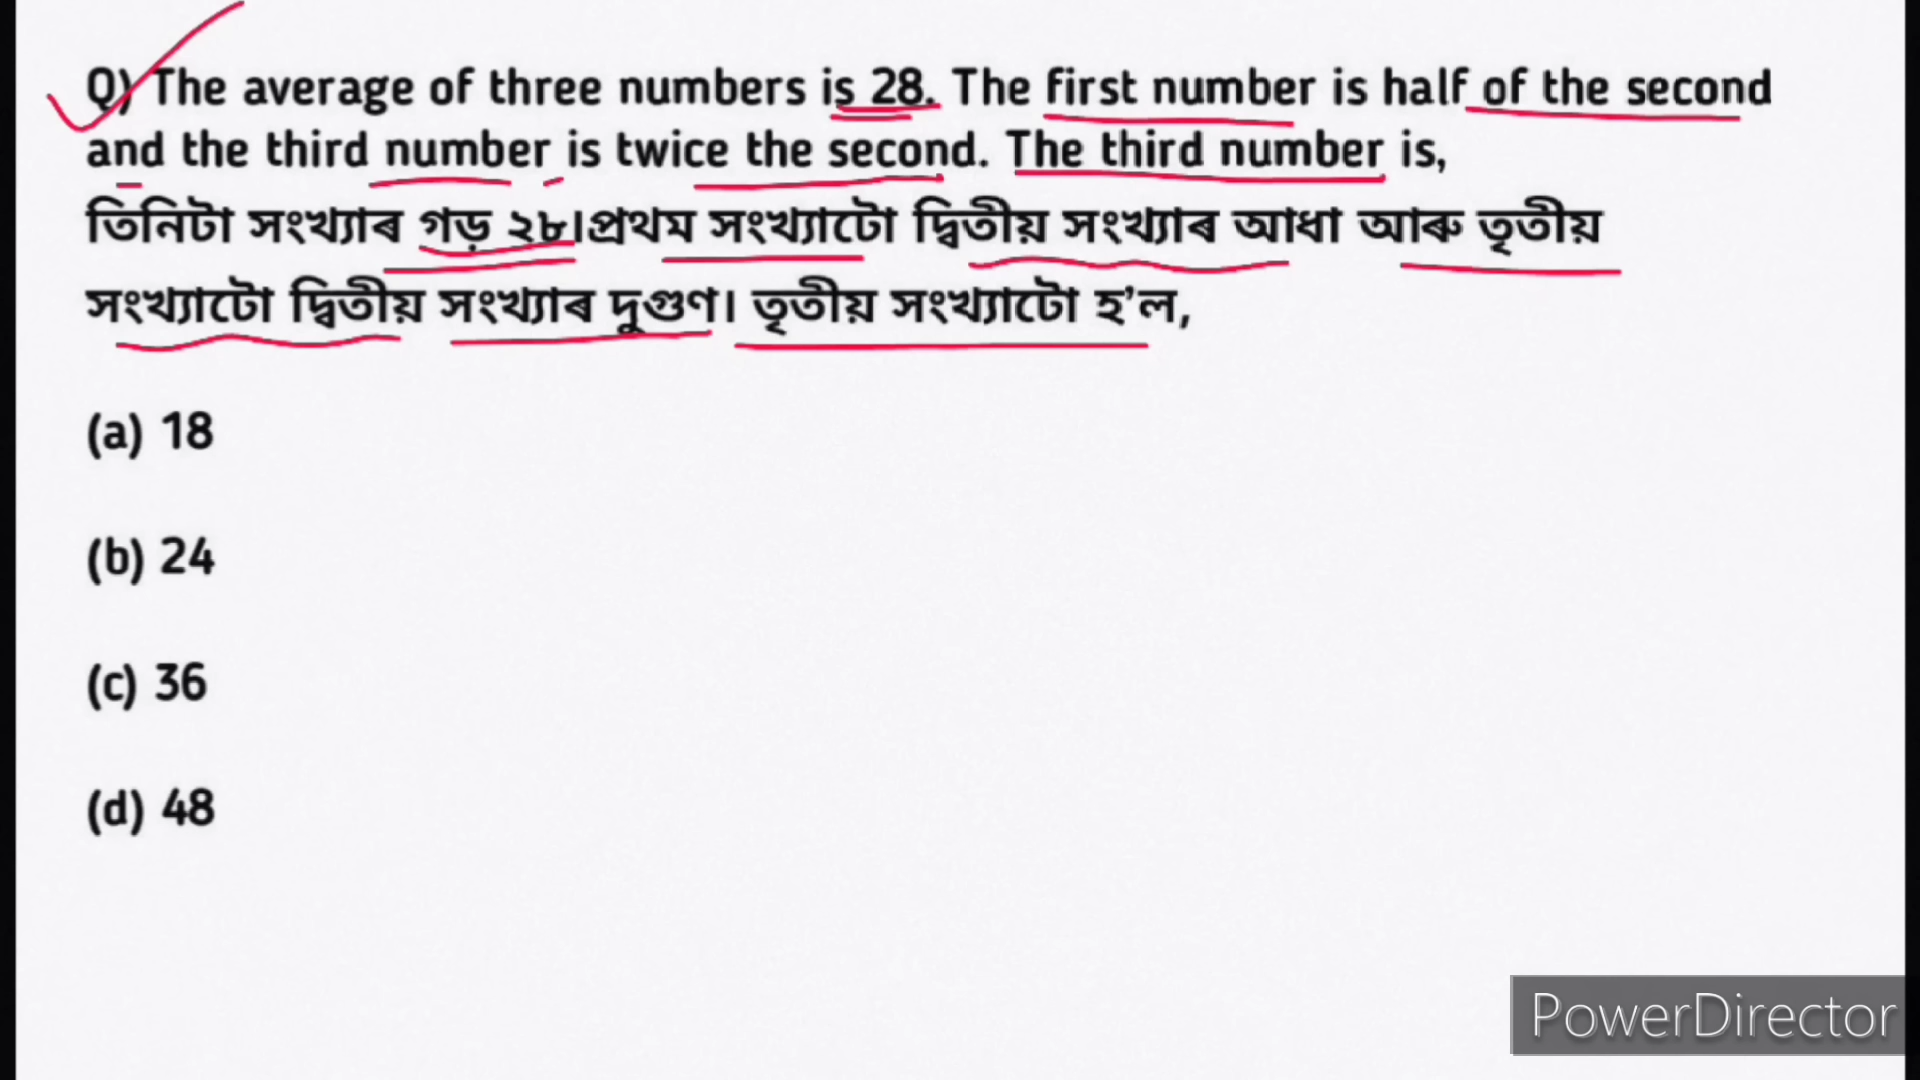 Q) The average of three numbers is 28. The first number is half of the second
and the third number is twice the second. The third number is,
তিনিটা সংখ্যাৰ গড় ২৮।প্ৰথম সংখ্যাটো দ্বিতীয় সংখ্যাৰ আধা আৰু তৃতীয়
সংখ্যাটো দ্বিতীয় সংখ্যাৰ দুগুণ। তৃতীয় সংখ্যাটো হ’ল,
(a) 18
(b) 24
(c) 36
(d) 48
PowerDirector